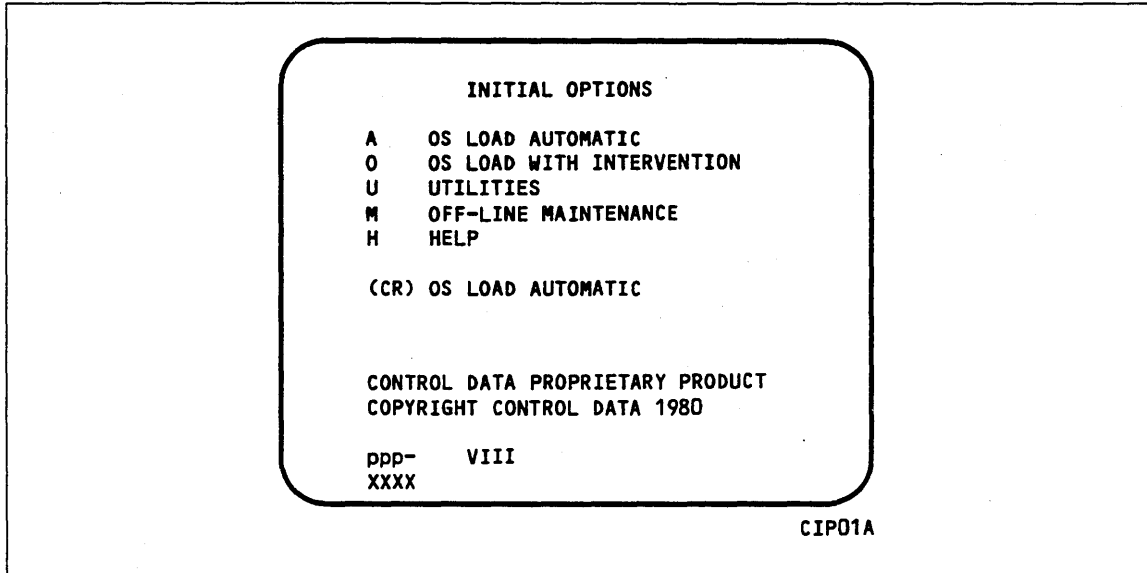 INITIAL OPTIONS
A OS LOAD AUTOMATIC
O OS LOAD WITH INTERVENTION
U UTILITIES
M OFF-LINE MAINTENANCE
H HELP
(CR) OS LOAD AUTOMATIC
CONTROL DATA PROPRIETARY PRODUCT
COPYRIGHT CONTROL DATA 1980
ppp- VIII
XXXX
CIP01A